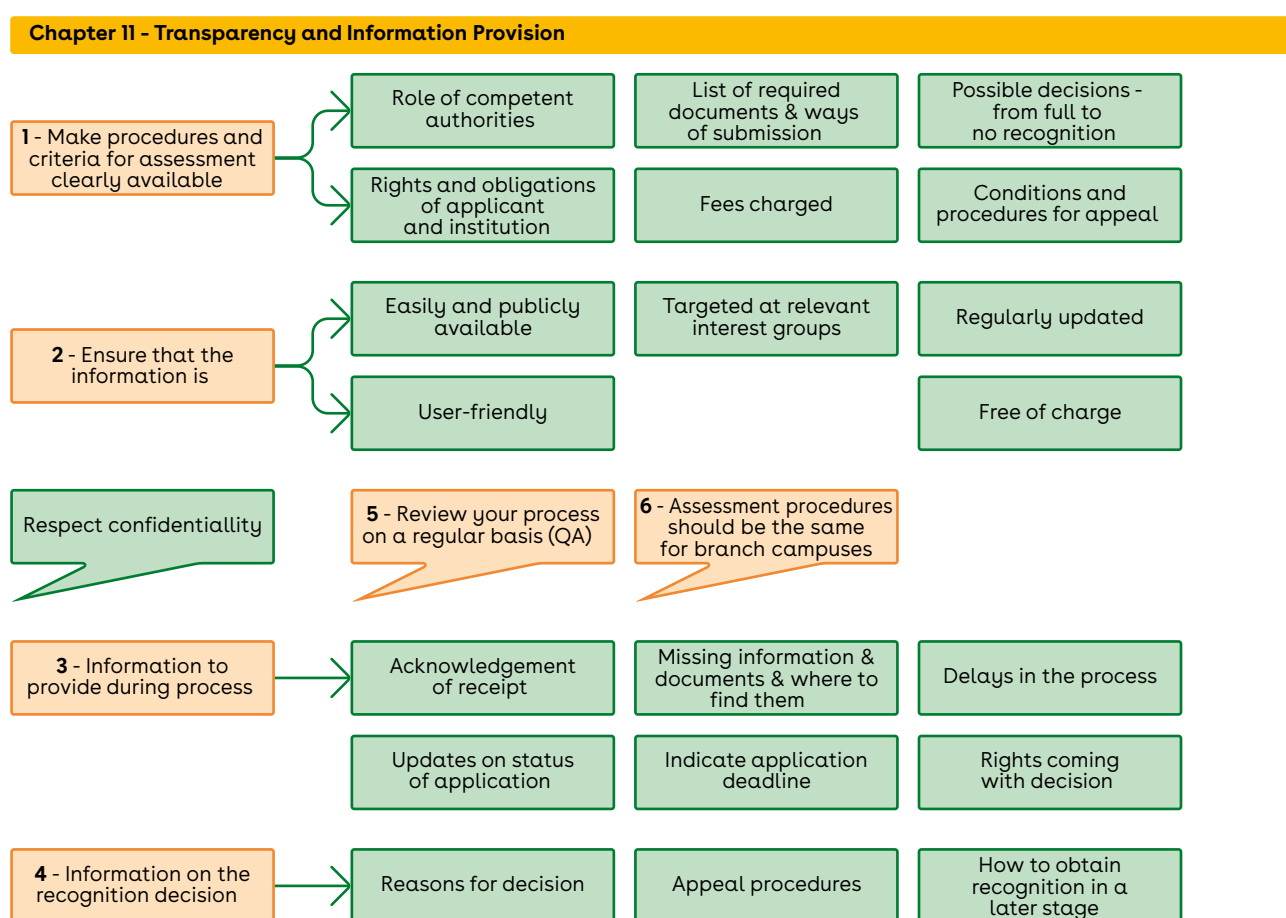 Chapter 11 - Transparency and Information Provision
1 - Make procedures and
criteria for assessment
clearly available
Role of competent
authorities
List of required
documents & ways
of submission
Possible decisions -
from full to
no recognition
Rights and obligations
of applicant
and institution
Fees charged
Conditions and
procedures for appeal
2 - Ensure that the
information is
Easily and publicly
available
Targeted at relevant
interest groups
Regularly updated
User-friendly
Free of charge
Respect confidentiallity
5 - Review your process
on a regular basis (QA)
6 - Assessment procedures
should be the same
for branch campuses
3 - Information to
provide during process
Acknowledgement
of receipt
Missing information &
documents & where to
find them
Delays in the process
Updates on status
of application
Indicate application
deadline
Rights coming
with decision
4 - Information on the
recognition decision
Reasons for decision
Appeal procedures
How to obtain
recognition in a
later stage